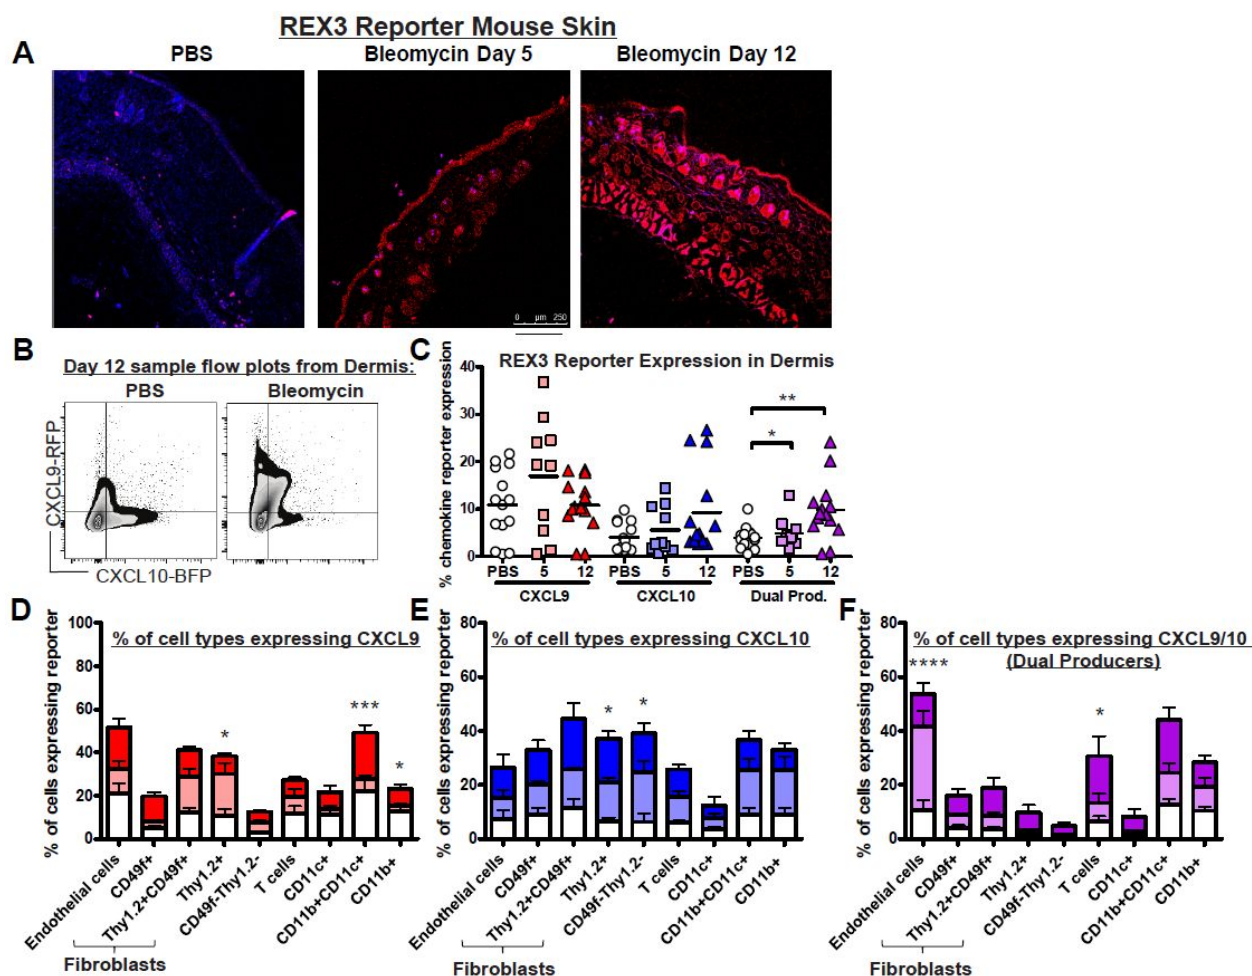 REX3 Reporter Mouse Skin
A
PBS
Bleomycin Day 5
Bleomycin Day 12
0 µm 250
B
Day 12 sample flow plots from Dermis:
PBS
Bleomycin
CXCL9-RFP
CXCL10-BFP
C
REX3 Reporter Expression in Dermis
% chemokine reporter expression
40
30
20
10
0
**
*
PBS 5 12 PBS 5 12 PBS 5 12
CXCL9 CXCL10 Dual Prod.
D
% of cell types expressing CXCL9
% of cells expressing reporter
100
80
60
40
20
0
*
***
*
Endothelial cells
CD49f+
Thy1.2+CD49f+
Thy1.2+
CD49f-Thy1.2-
T cells
CD11c+
CD11b+CD11c+
CD11b+
Fibroblasts
E
% of cell types expressing CXCL10
% of cells expressing reporter
80
60
40
20
0
*
*
Endothelial cells
CD49f+
Thy1.2+CD49f+
Thy1.2+
CD49f-Thy1.2-
T cells
CD11c+
CD11b+CD11c+
CD11b+
Fibroblasts
F
% of cell types expressing CXCL9/10
(Dual Producers)
% of cells expressing reporter
80
60
40
20
0
****
*
Endothelial cells
CD49f+
Thy1.2+CD49f+
Thy1.2+
CD49f-Thy1.2-
T cells
CD11c+
CD11b+CD11c+
CD11b+
Fibroblasts